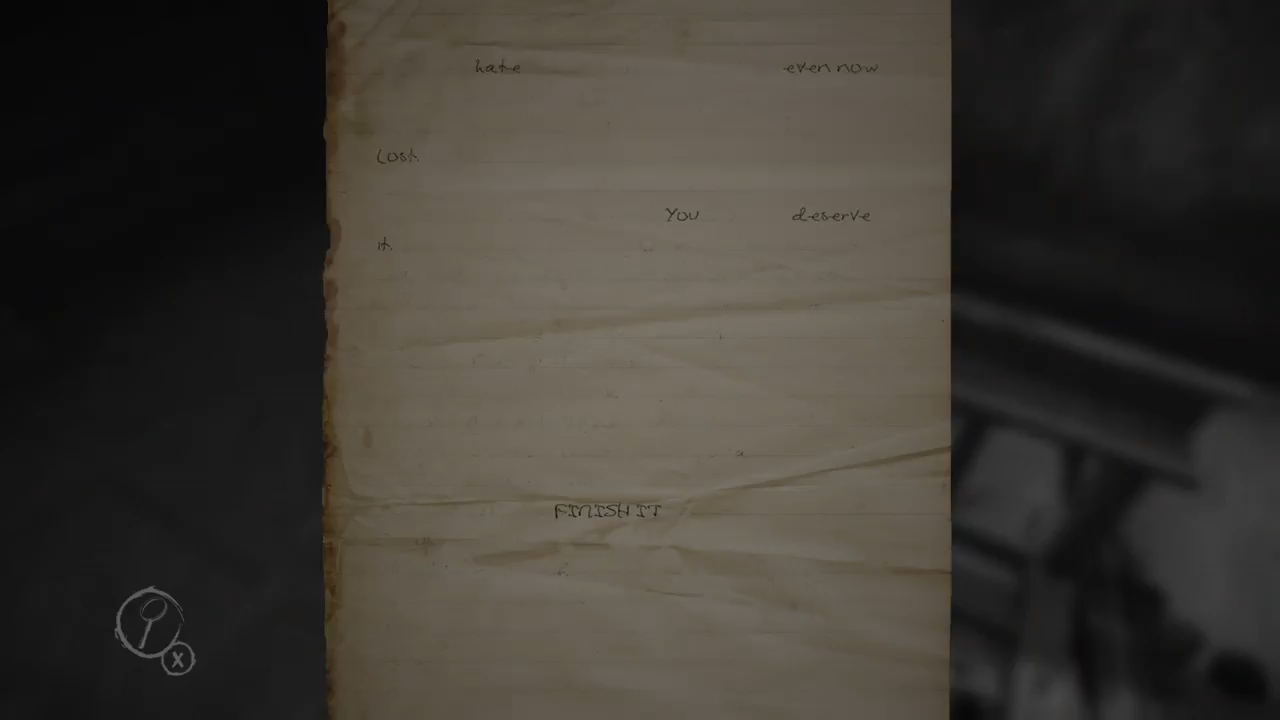 hate even now
Lost.
You deserve
it.
a
FINISH IT
X